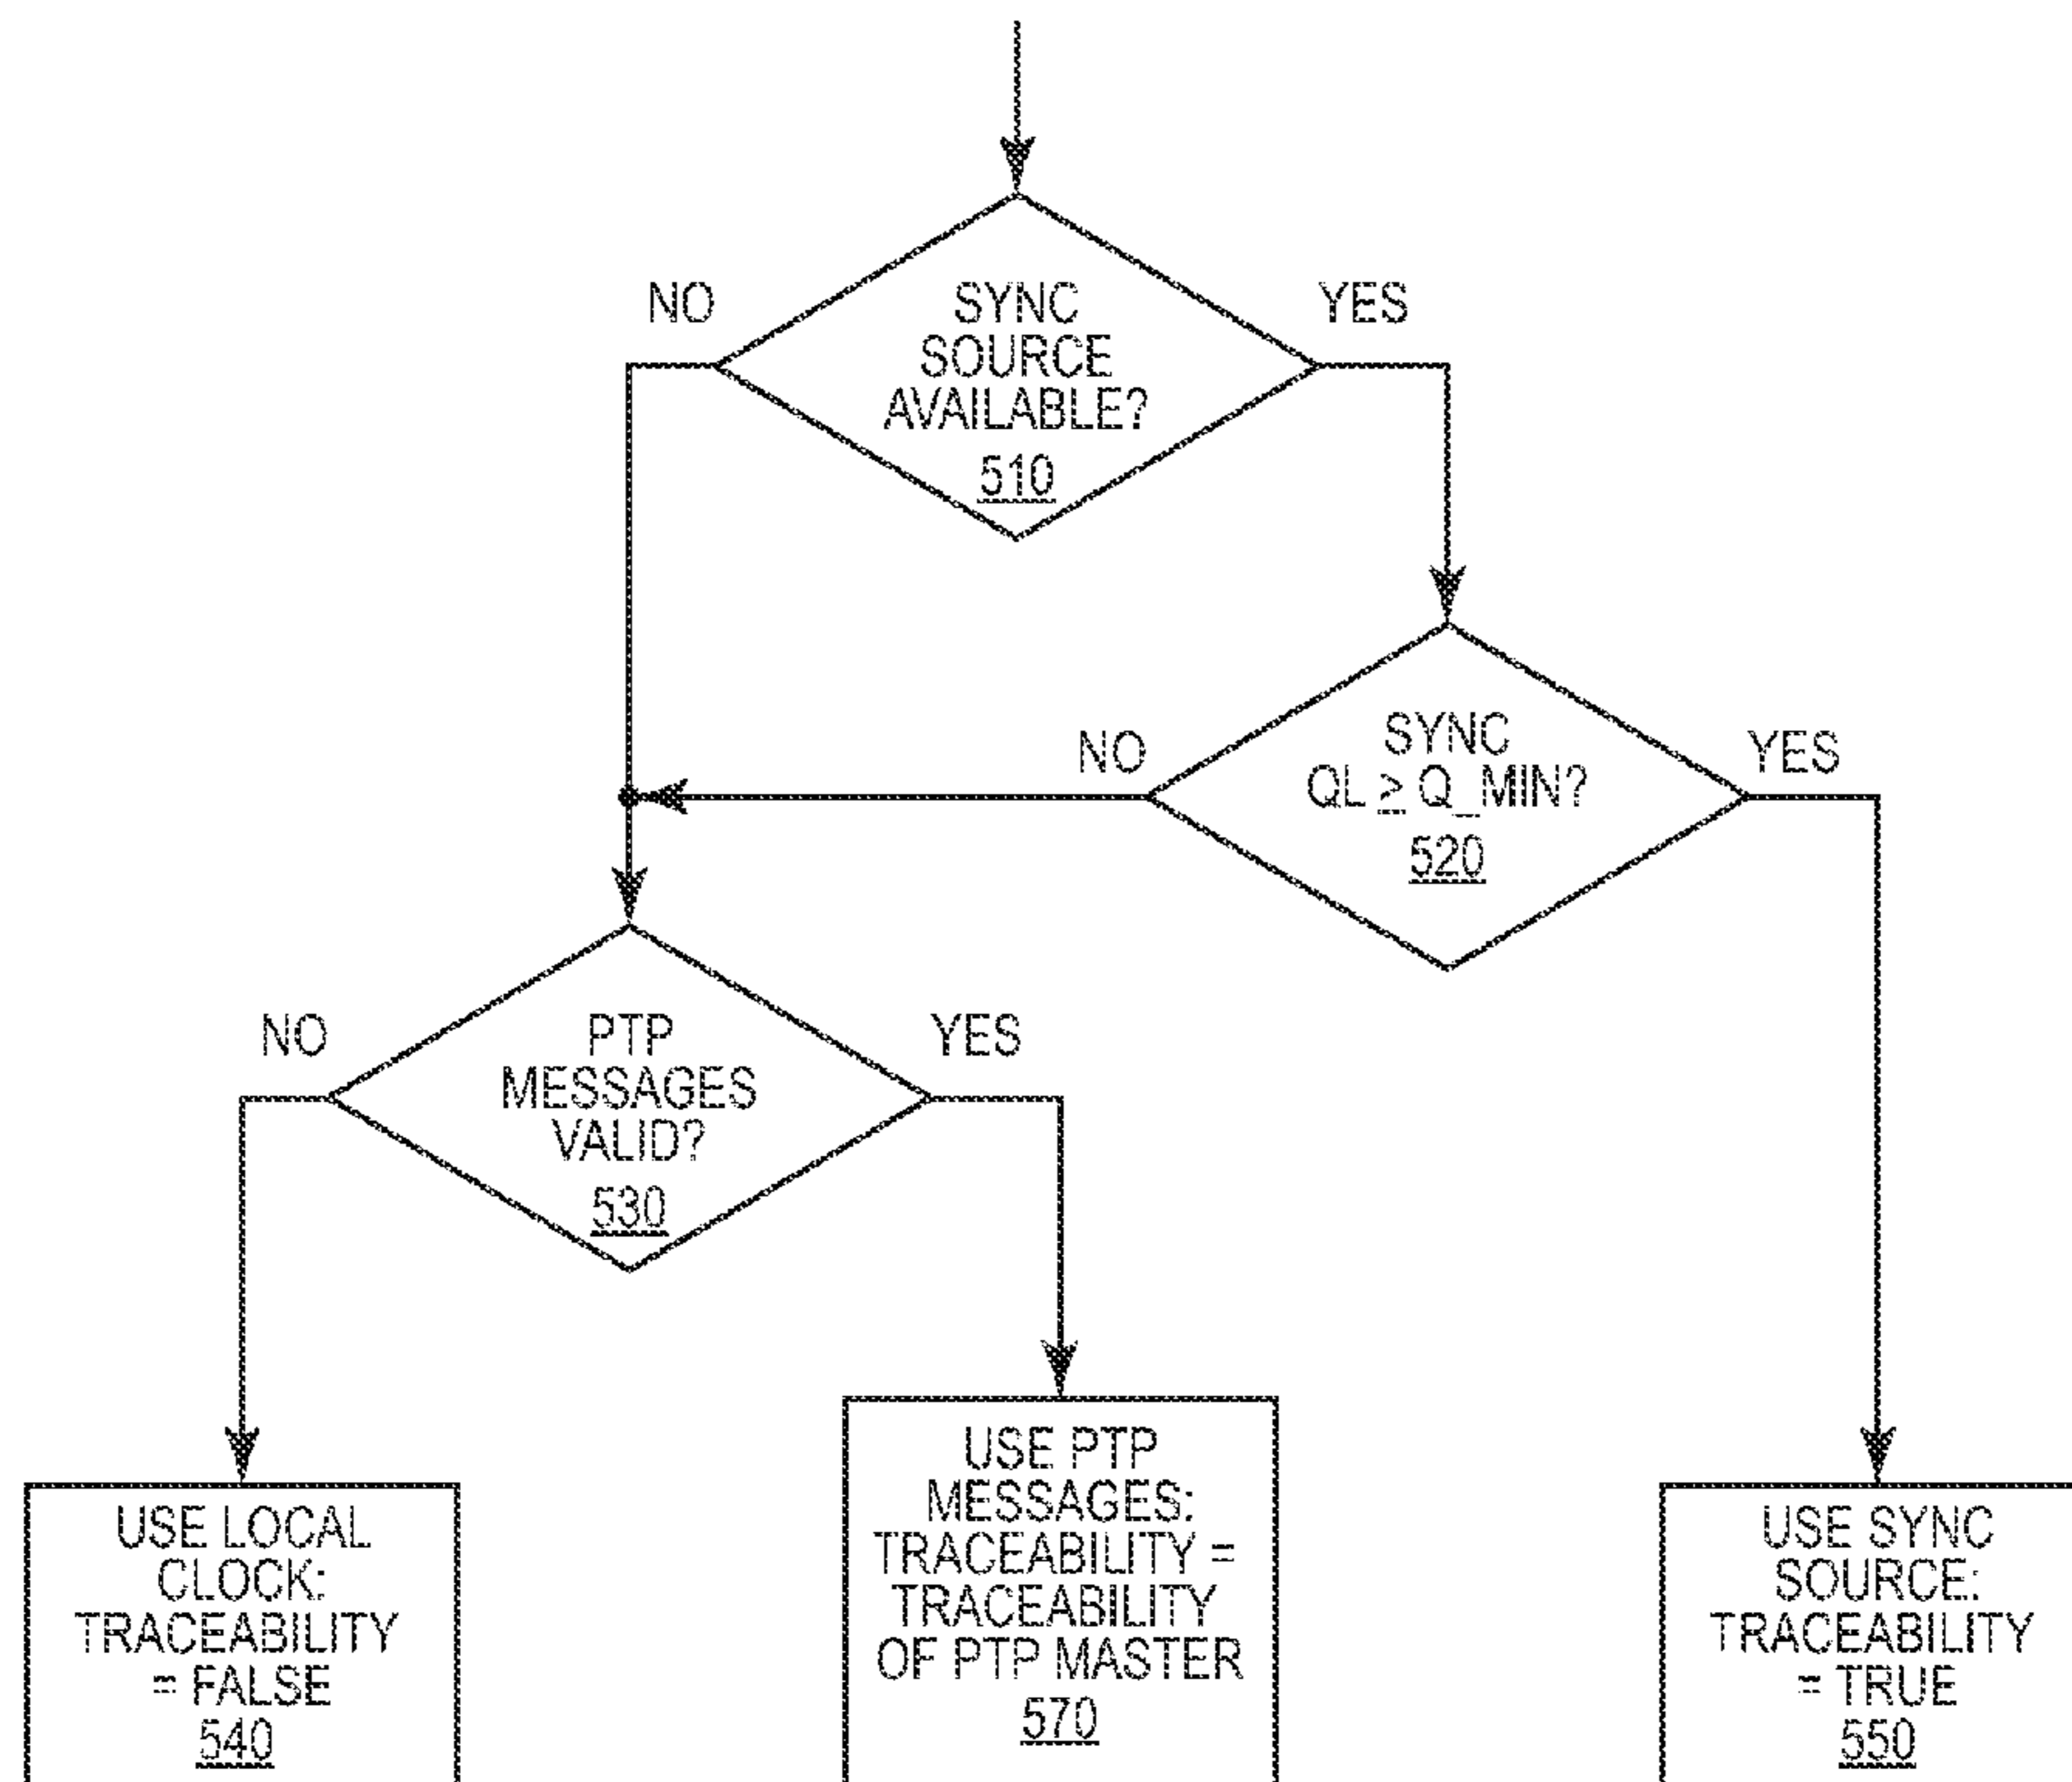 NO
SYNC
SOURCE
AVAILABLE?
510
YES
NO
SYNC
QL ≥ Q_MIN?
520
YES
NO
PTP
MESSAGES
VALID?
530
YES
USE LOCAL
CLOCK:
TRACEABILITY
= FALSE
540
USE PTP
MESSAGES:
TRACEABILITY =
TRACEABILITY
OF PTP MASTER
570
USE SYNC
SOURCE:
TRACEABILITY
= TRUE
550